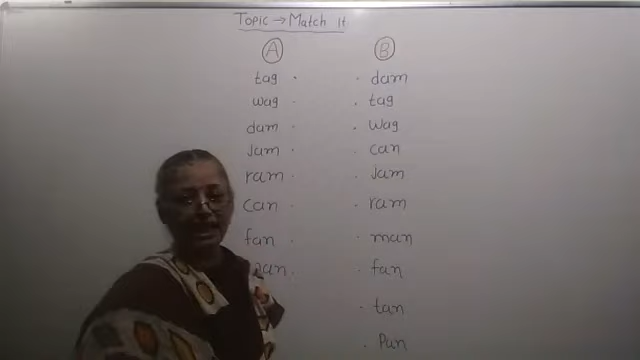 Topic → Match it
A B
tag . . dam
wag . . tag
dam . . wag
Jam . . can
ram . . Jam
can . . ram
fan . . man
. . fan
. tan
. Pan